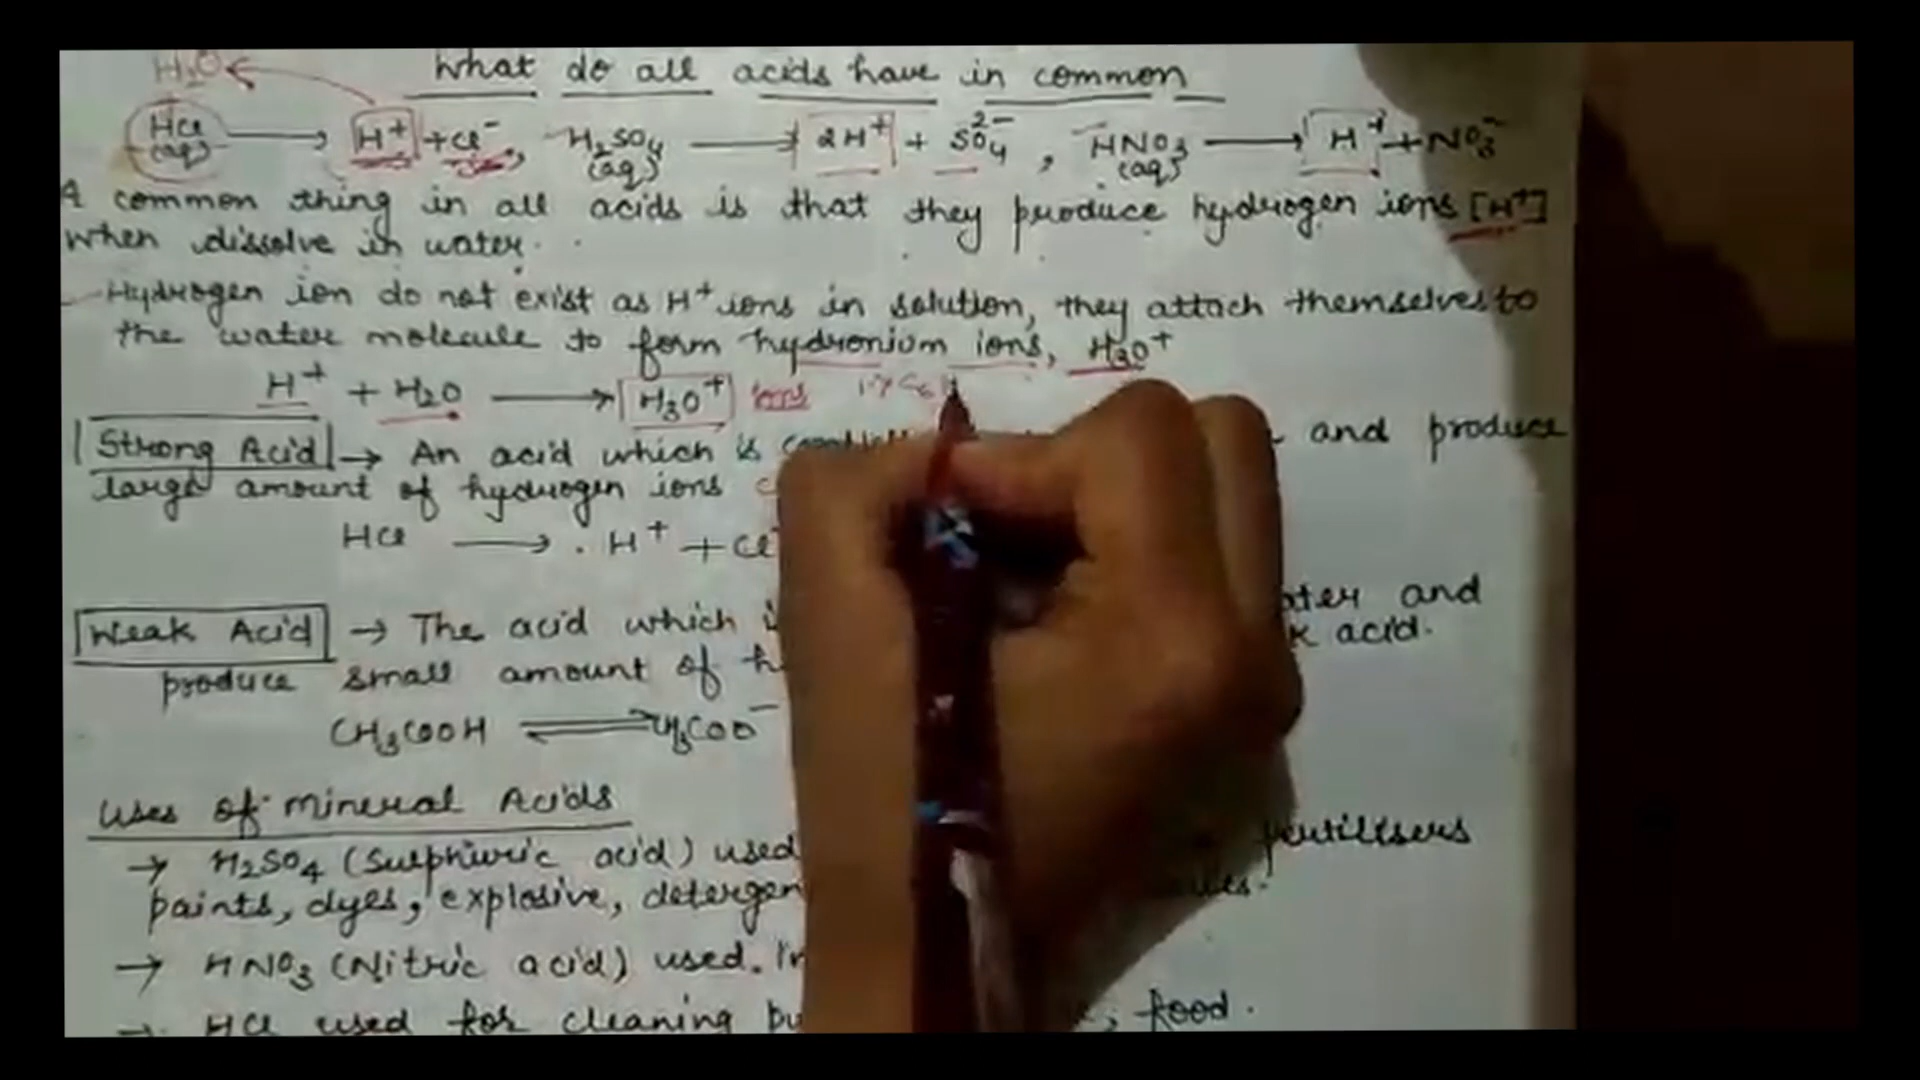 H2O
What do all acids have in common
HCl (aq) → H+ + Cl-, H2SO4 (aq) → 2H+ + SO4 2-, HNO3 (aq) → H+ + NO3-
A common thing in all acids is that they produce hydrogen ions [H+]
when dissolve in water.
Hydrogen ion do not exist as H+ ions in solution, they attach themselves to
the water molecule to form hydronium ions, H3O+
H+ + H2O → H3O+ ions
Strong Acid → An acid which is and produce
large amount of hydrogen ions
HCl → H+ + Cl-
Weak Acid → The acid which and
produce small amount of acid.
CH3COOH ⇌ CH3COO-
Uses of Mineral Acids
→ H2SO4 (Sulphuric acid) used fertilisers
paints, dyes, explosive,
→ HNO3 (Nitric acid) used.
→ HCl used for cleaning food.